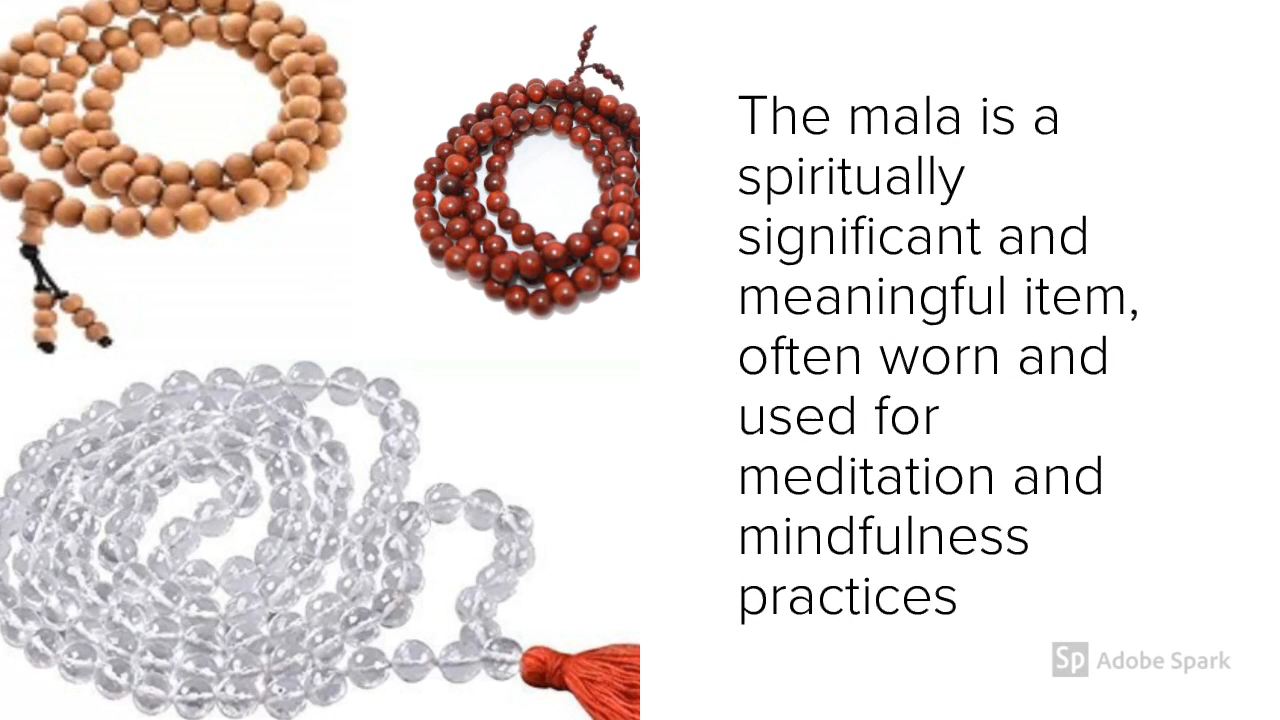 The mala is a
spiritually
significant and
meaningful item,
often worn and
used for
meditation and
mindfulness
practices
Sp Adobe Spark